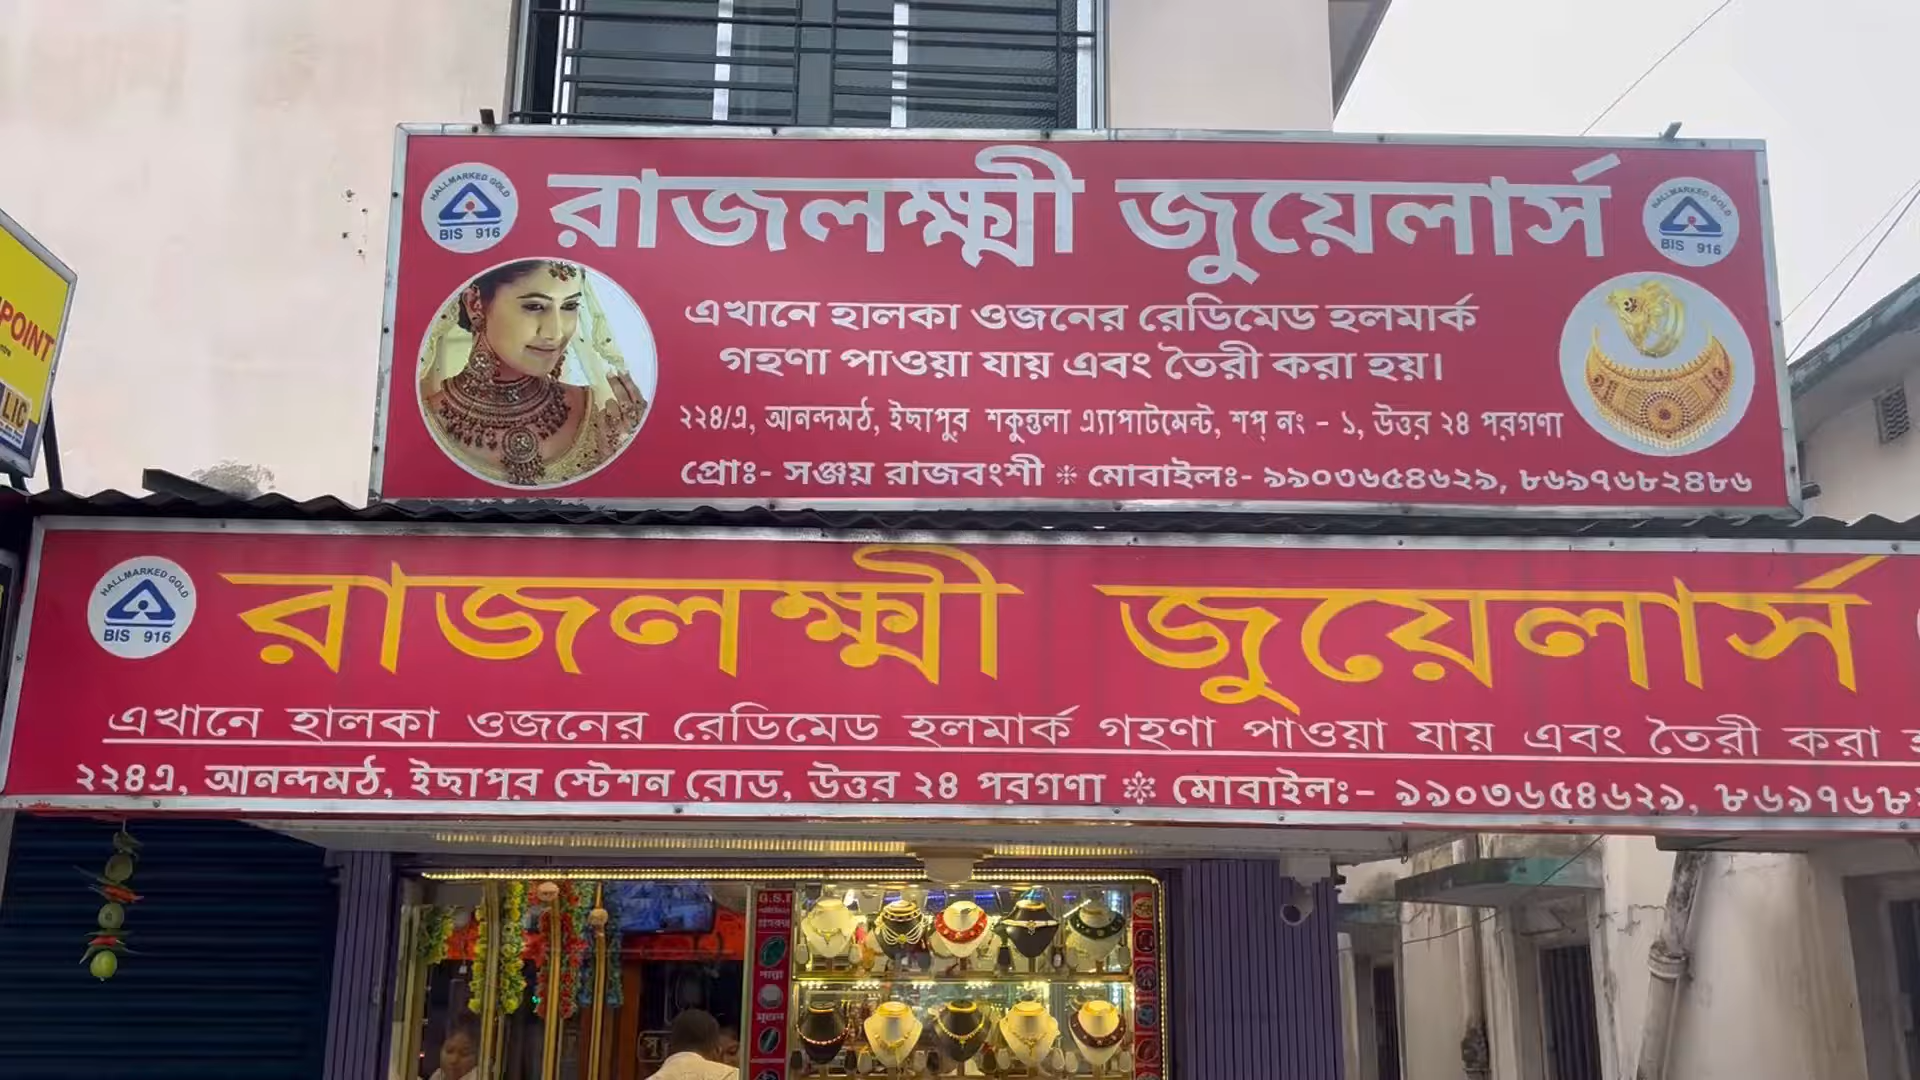 HALLMARKED GOLD
BIS 916
রাজলক্ষ্মী জুয়েলার্স
HALLMARKED GOLD
BIS 916
এখানে হালকা ওজনের রেডিমেড হলমার্ক
গহণা পাওয়া যায় এবং তৈরী করা হয়।
২২৪/এ, আনন্দমঠ, ইছাপুর শকুন্তলা এ্যাপার্টমেন্ট, শপ্ নং - ১, উত্তর ২৪ পরগণা
প্রোঃ- সঞ্জয় রাজবংশী ❈ মোবাইলঃ- ৯৯০৩৬৫৪৬২৯, ৮৬৯৭৬৮২৪৮৬
POINT
LIC
HALLMARKED GOLD
BIS 916
রাজলক্ষ্মী জুয়েলার্স
এখানে হালকা ওজনের রেডিমেড হলমার্ক গহণা পাওয়া যায় এবং তৈরী করা
২২৪এ, আনন্দমঠ, ইছাপুর স্টেশন রোড, উত্তর ২৪ পরগণা ❈ মোবাইলঃ- ৯৯০৩৬৫৪৬২৯, ৮৬৯৭৬৮
পান্না